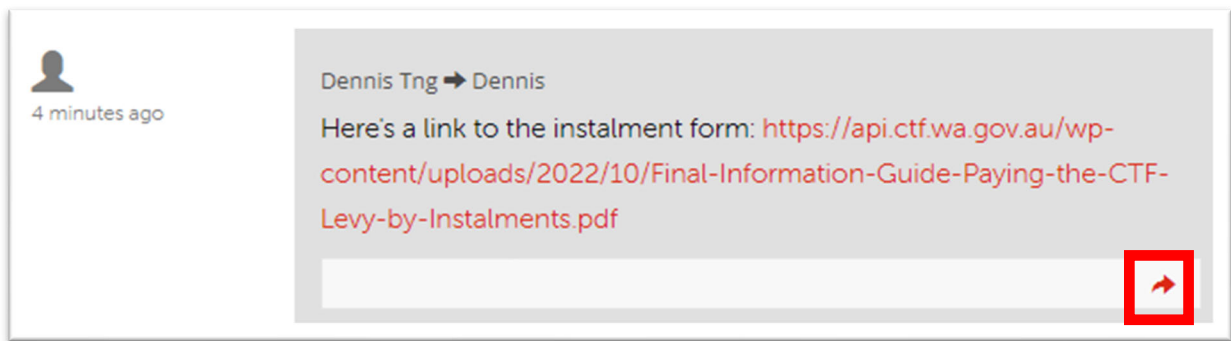 Dennis Tng ➡ Dennis
4 minutes ago
Here's a link to the instalment form: https://api.ctf.wa.gov.au/wp-
content/uploads/2022/10/Final-Information-Guide-Paying-the-CTF-
Levy-by-Instalments.pdf